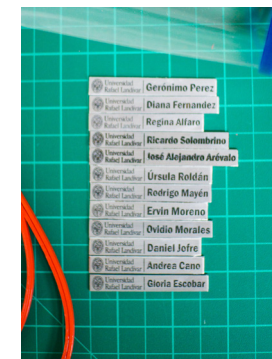 Universidad
Rafael Landívar
Gerónimo Perez
Universidad
Rafael Landívar
Diana Fernandez
Universidad
Rafael Landívar
Regina Alfaro
Universidad
Rafael Landívar
Ricardo Solombrino
Universidad
Rafael Landívar
José Alejandro Arévalo
Universidad
Rafael Landívar
Úrsula Roldán
Universidad
Rafael Landívar
Rodrigo Mayén
Universidad
Rafael Landívar
Ervin Moreno
Universidad
Rafael Landívar
Ovidio Morales
Universidad
Rafael Landívar
Daniel Jofre
Universidad
Rafael Landívar
Andrea Cano
Universidad
Rafael Landívar
Gloria Escobar